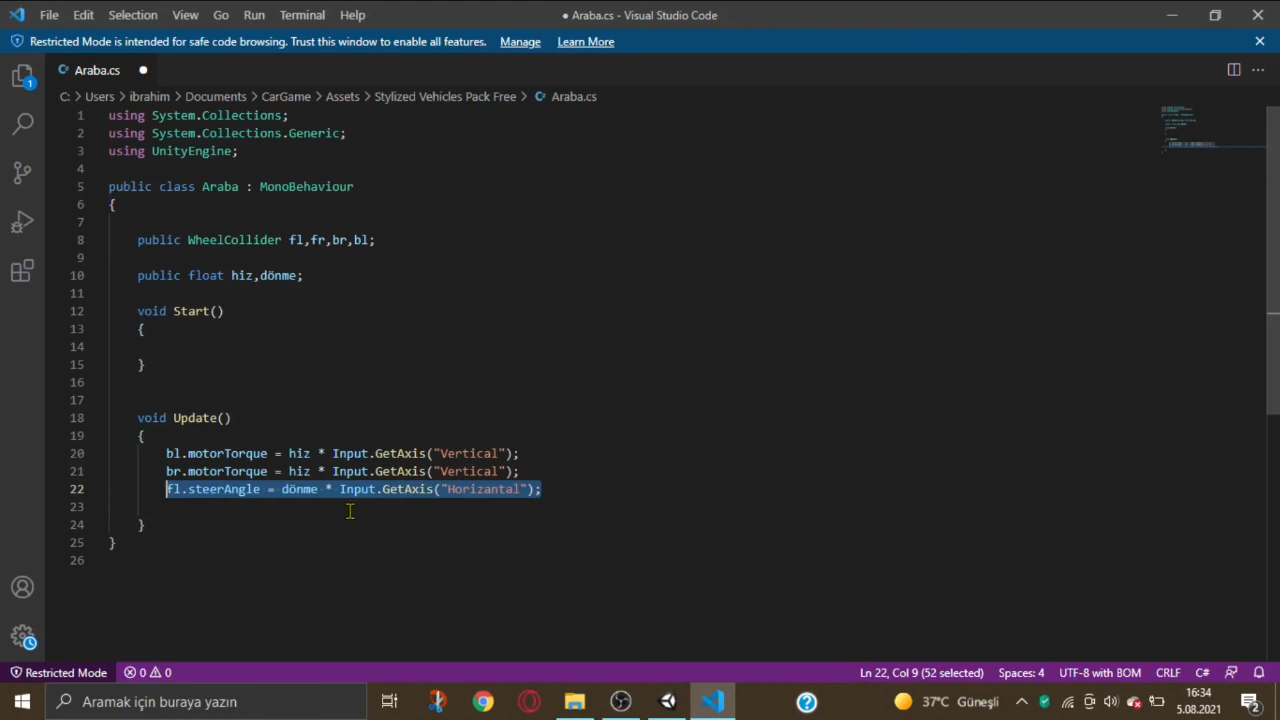 File Edit Selection View Go Run Terminal Help
● Araba.cs - Visual Studio Code
Restricted Mode is intended for safe code browsing. Trust this window to enable all features. Manage Learn More
Araba.cs
C: > Users > ibrahim > Documents > CarGame > Assets > Stylized Vehicles Pack Free > Araba.cs
1 using System.Collections;
2 using System.Collections.Generic;
3 using UnityEngine;
4
5 public class Araba : MonoBehaviour
6 {
7
8 public WheelCollider fl,fr,br,bl;
9
10 public float hiz,dönme;
11
12 void Start()
13 {
14
15 }
16
17
18 void Update()
19 {
20 bl.motorTorque = hiz * Input.GetAxis("Vertical");
21 br.motorTorque = hiz * Input.GetAxis("Vertical");
22 fl.steerAngle = dönme * Input.GetAxis("Horizantal");
23
24 }
25 }
26
1
Restricted Mode 0 0 Ln 22, Col 9 (52 selected) Spaces: 4 UTF-8 with BOM CRLF C#
Aramak için buraya yazın
37°C Güneşli
16:34
5.08.2021
2